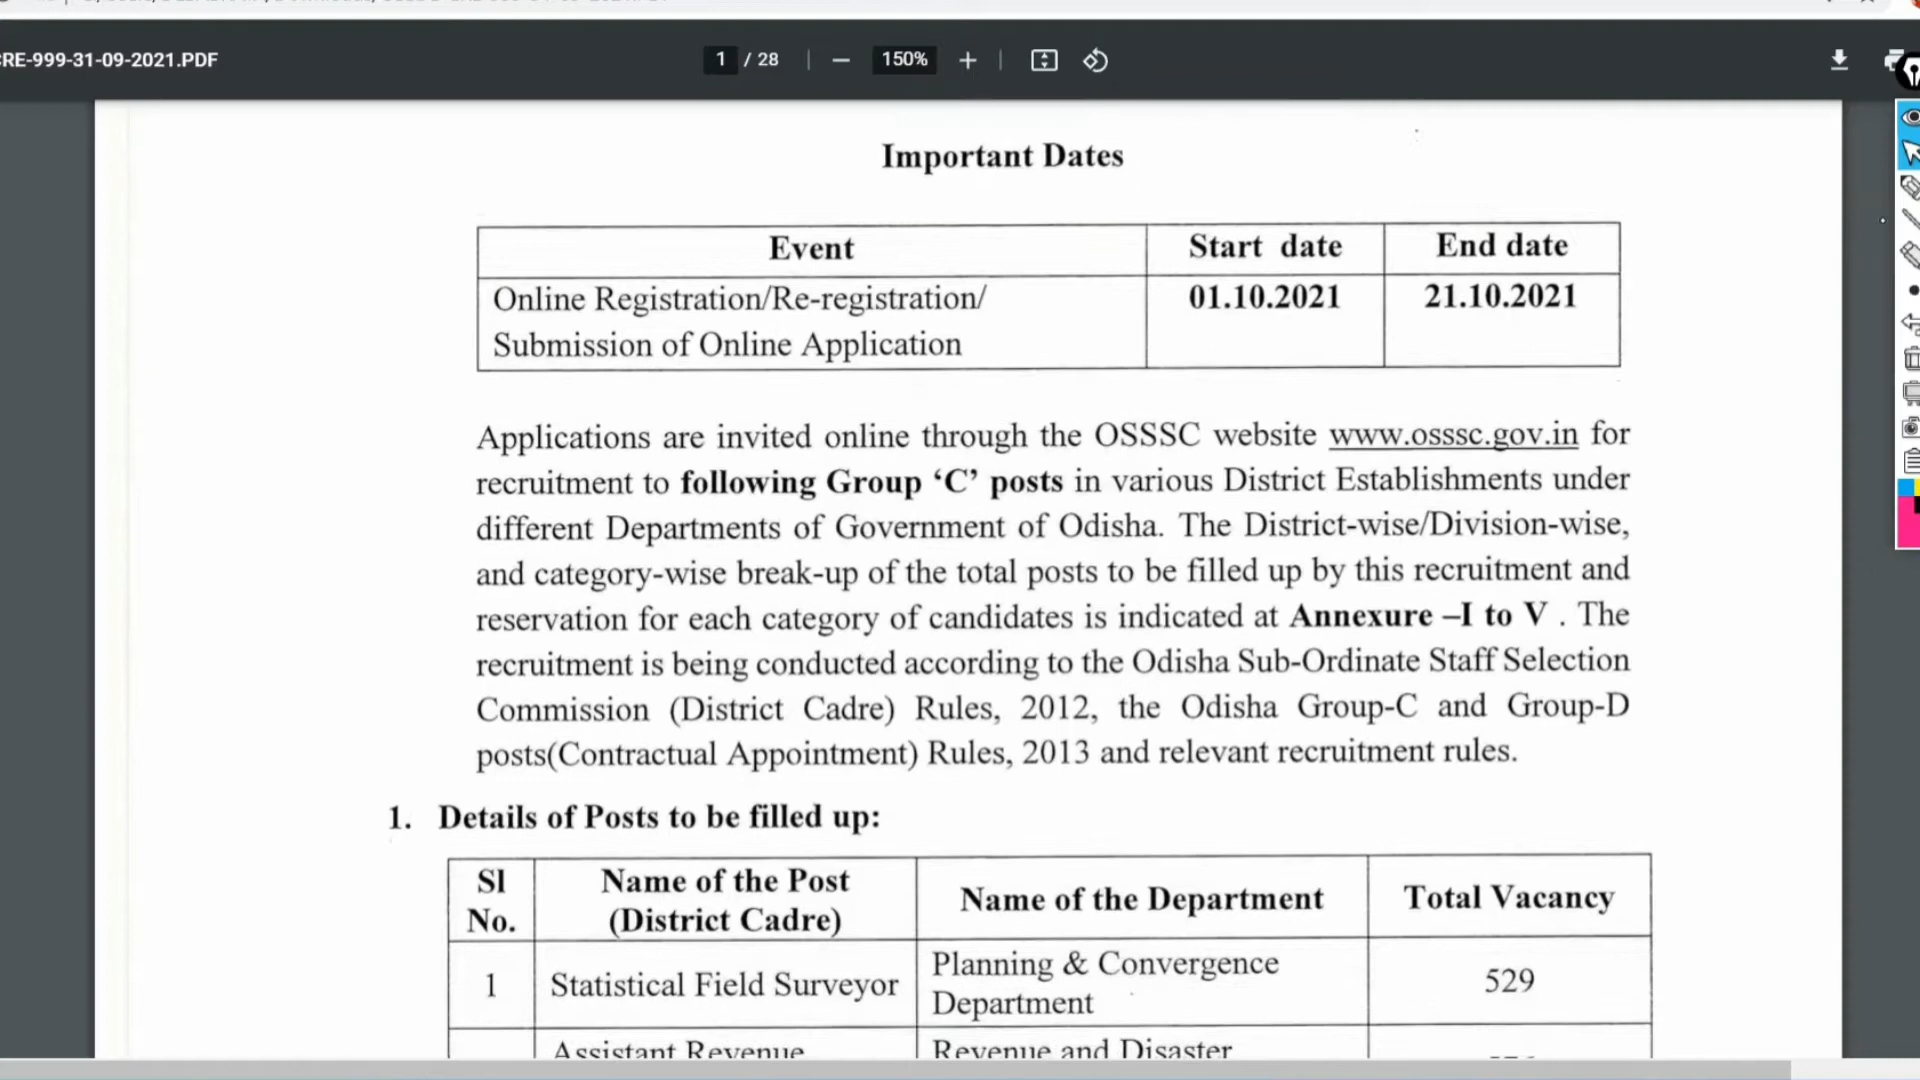 CRE-999-31-09-2021.PDF
1 / 28
150%
Important Dates
Event Start date End date
Online Registration/Re-registration/ 01.10.2021 21.10.2021
Submission of Online Application
Applications are invited online through the OSSSC website www.osssc.gov.in for
recruitment to following Group ‘C’ posts in various District Establishments under
different Departments of Government of Odisha. The District-wise/Division-wise,
and category-wise break-up of the total posts to be filled up by this recruitment and
reservation for each category of candidates is indicated at Annexure –I to V . The
recruitment is being conducted according to the Odisha Sub-Ordinate Staff Selection
Commission (District Cadre) Rules, 2012, the Odisha Group-C and Group-D
posts(Contractual Appointment) Rules, 2013 and relevant recruitment rules.
1. Details of Posts to be filled up:
Sl No. Name of the Post (District Cadre) Name of the Department Total Vacancy
1 Statistical Field Surveyor Planning & Convergence Department 529
Assistant Revenue Revenue and Disaster